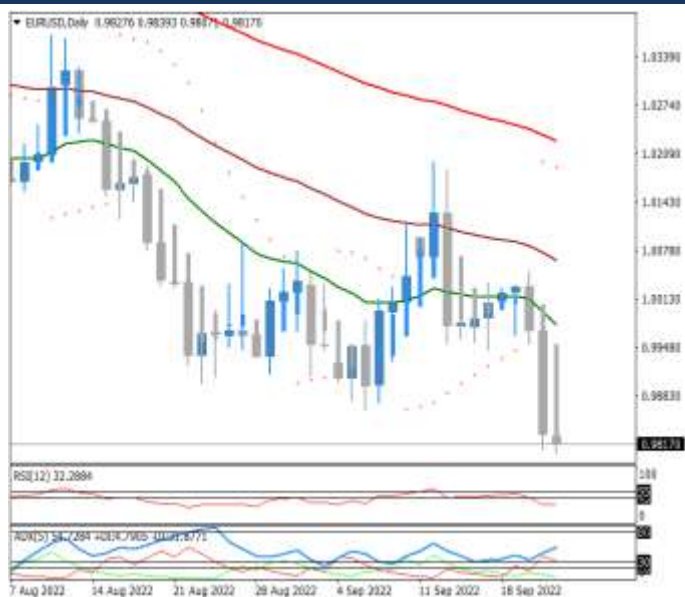 EURUSD,Daily 0.98276 0.98393 0.98071 0.98170
1.03390
1.02740
1.02090
1.01430
1.00780
1.00130
0.99480
0.98830
0.98170
RSI(12) 32.2884
100
0
7 Aug 2022
14 Aug 2022
21 Aug 2022
28 Aug 2022
4 Sep 2022
11 Sep 2022
18 Sep 2022